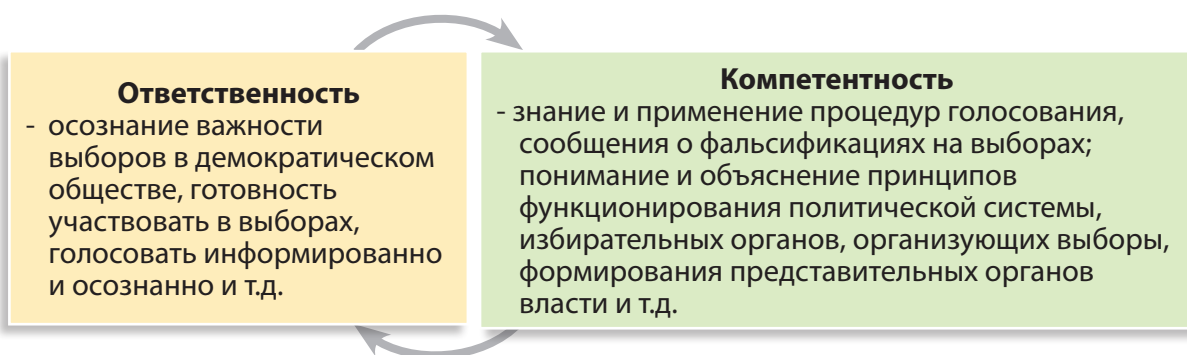 Ответственность
- осознание важности
выборов в демократическом
обществе, готовность
участвовать в выборах,
голосовать информированно
и осознанно и т.д.
Компетентность
- знание и применение процедур голосования,
сообщения о фальсификациях на выборах;
понимание и объяснение принципов
функционирования политической системы,
избирательных органов, организующих выборы,
формирования представительных органов
власти и т.д.